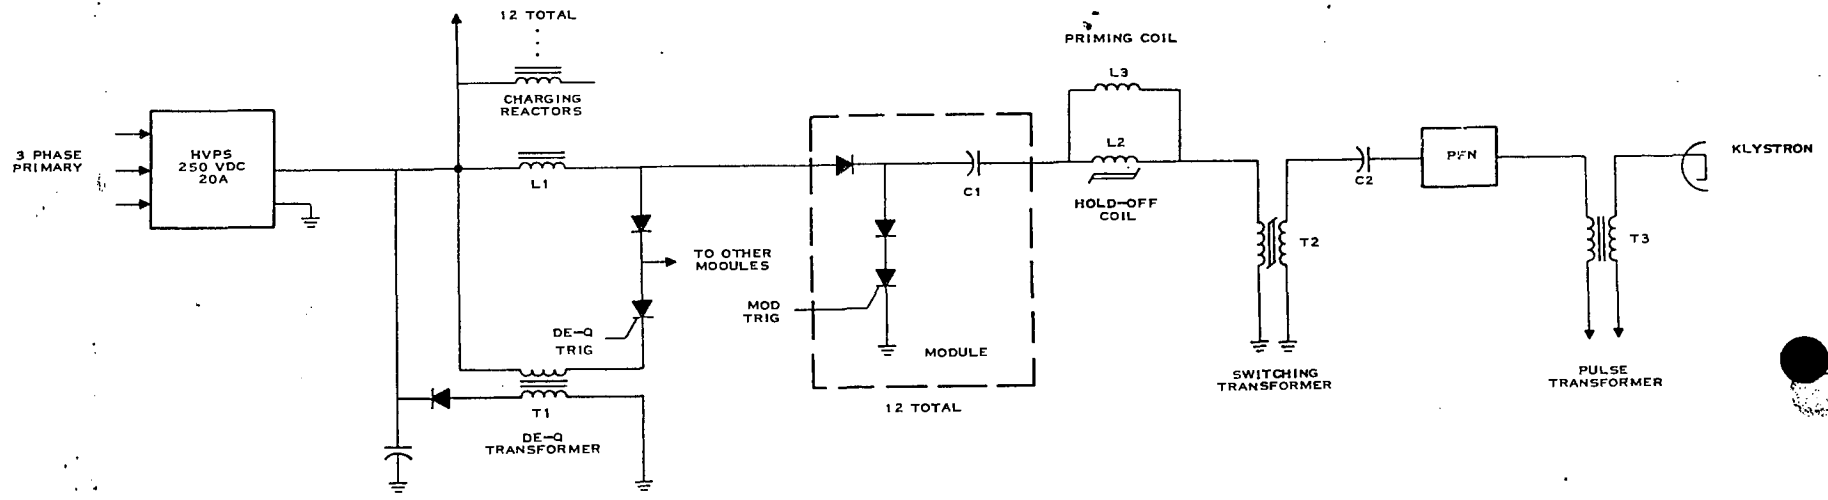 12 TOTAL
CHARGING
REACTORS
3 PHASE
PRIMARY
HVPS
250 VDC
20A
L1
TO OTHER
MODULES
DE-Q
TRIG
T1
DE-Q
TRANSFORMER
MOD
TRIG
C1
MODULE
12 TOTAL
PRIMING COIL
L3
L2
HOLD-OFF
COIL
T2
SWITCHING
TRANSFORMER
C2
PFN
T3
PULSE
TRANSFORMER
KLYSTRON